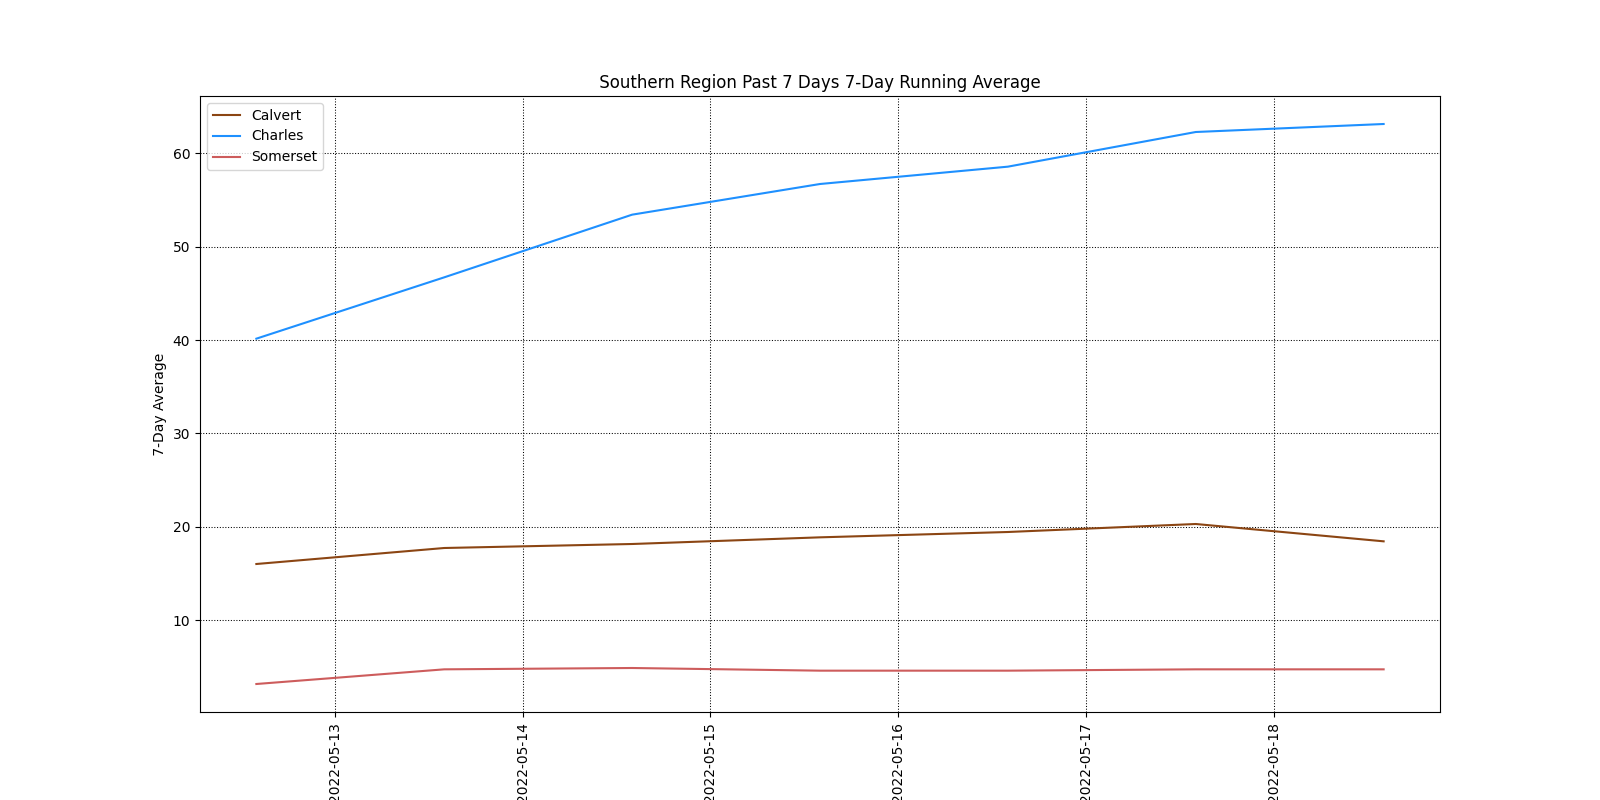 Southern Region Past 7 Days 7-Day Running Average
Calvert
Charles
Somerset
60
50
40
30
20
10
7-Day Average
2022-05-13
2022-05-14
2022-05-15
2022-05-16
2022-05-17
2022-05-18